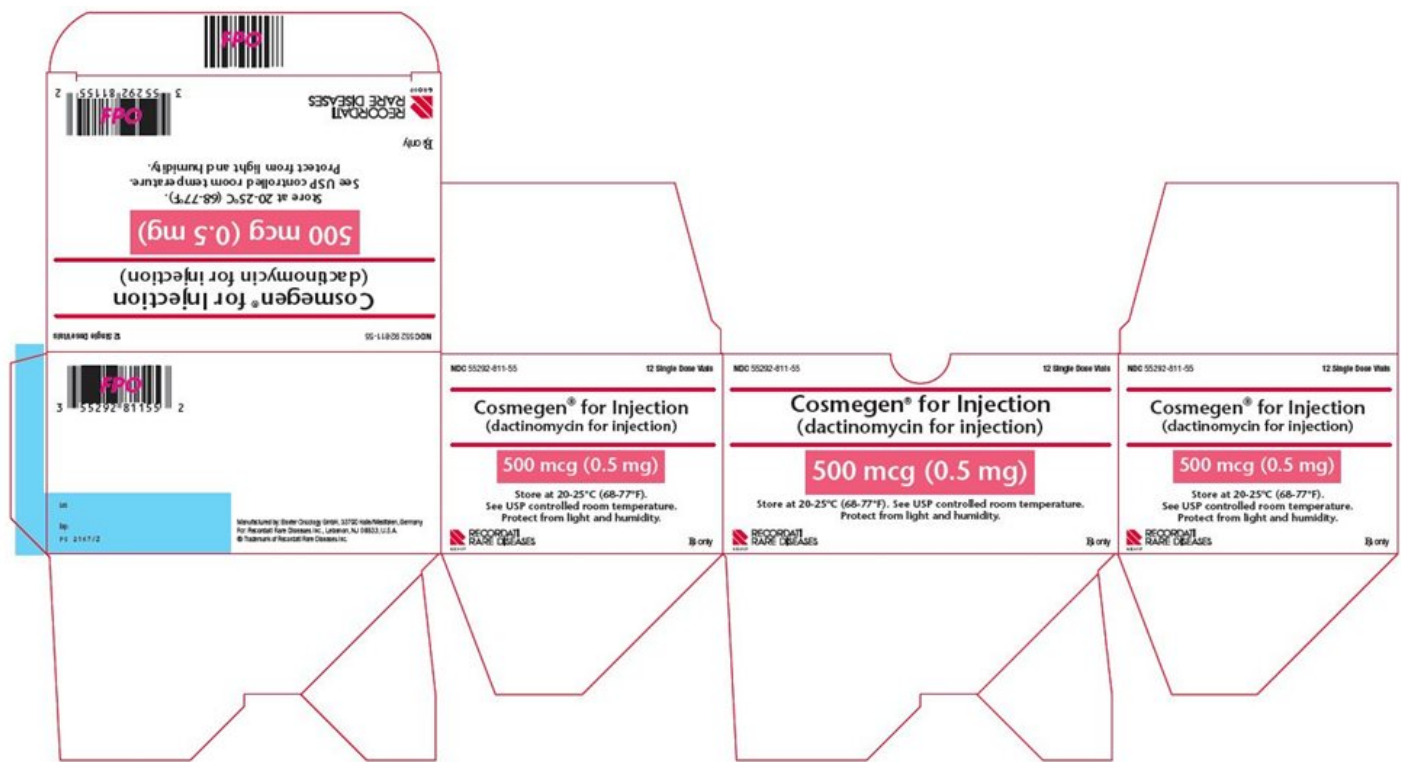 FPO
3 55292 81155 2
FPO
RECORDATI
RARE DISEASES
GROUP
Rx only
Store at 20-25°C (68-77°F).
See USP controlled room temperature.
Protect from light and humidity.
500 mcg (0.5 mg)
Cosmegen® for Injection
(dactinomycin for injection)
NDC 55292-811-55
12 Single Dose Vials
FPO
3 55292 81155 2
Lot
Exp
Manufactured by: Baxter Oncology GmbH, 33790 Halle/Westfalen, Germany
For: Recordati Rare Diseases Inc., Lebanon, NJ 08833, U.S.A.
® Trademark of Recordati Rare Diseases Inc.
NDC 55292-811-55 12 Single Dose Vials
Cosmegen® for Injection
(dactinomycin for injection)
500 mcg (0.5 mg)
Store at 20-25°C (68-77°F).
See USP controlled room temperature.
Protect from light and humidity.
RECORDATI
RARE DISEASES
GROUP
Rx only
NDC 55292-811-55 12 Single Dose Vials
Cosmegen® for Injection
(dactinomycin for injection)
500 mcg (0.5 mg)
Store at 20-25°C (68-77°F). See USP controlled room temperature.
Protect from light and humidity.
RECORDATI
RARE DISEASES
GROUP
Rx only
NDC 55292-811-55 12 Single Dose Vials
Cosmegen® for Injection
(dactinomycin for injection)
500 mcg (0.5 mg)
Store at 20-25°C (68-77°F).
See USP controlled room temperature.
Protect from light and humidity.
RECORDATI
RARE DISEASES
GROUP
Rx only